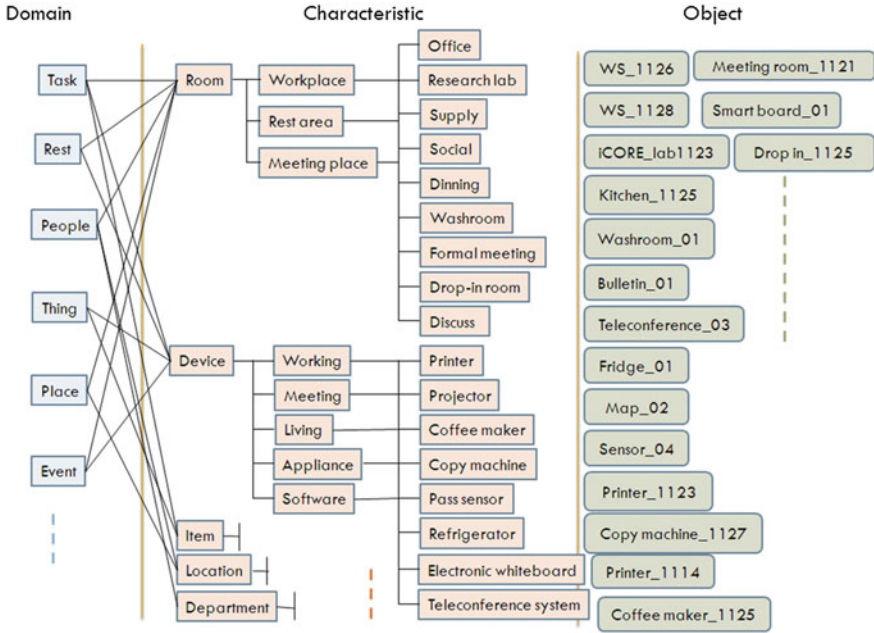 Domain
Characteristic
Object
Task
Rest
People
Thing
Place
Event
Room
Device
Item
Location
Department
Workplace
Rest area
Meeting place
Working
Meeting
Living
Appliance
Software
Office
Research lab
Supply
Social
Dinning
Washroom
Formal meeting
Drop-in room
Discuss
Printer
Projector
Coffee maker
Copy machine
Pass sensor
Refrigerator
Electronic whiteboard
Teleconference system
WS_1126
Meeting room_1121
WS_1128
Smart board_01
iCORE_lab1123
Drop in_1125
Kitchen_1125
Washroom_01
Bulletin_01
Teleconference_03
Fridge_01
Map_02
Sensor_04
Printer_1123
Copy machine_1127
Printer_1114
Coffee maker_1125